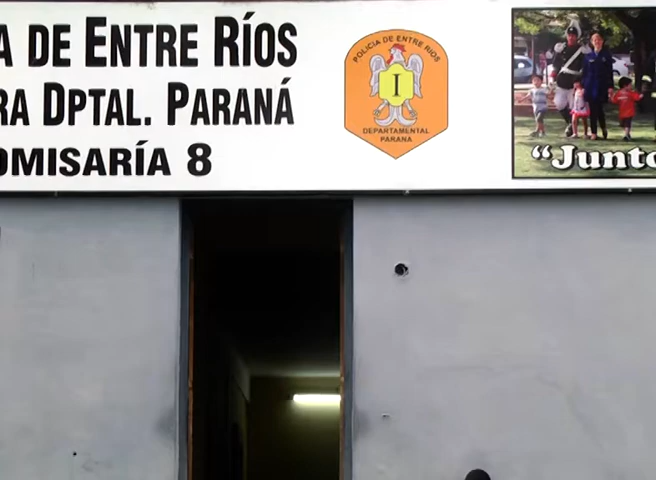 A DE ENTRE RÍOS
RA DPTAL. PARANÁ
OMISARÍA 8
POLICIA DE ENTRE RIOS
I
DEPARTAMENTAL
PARANA
"Junto